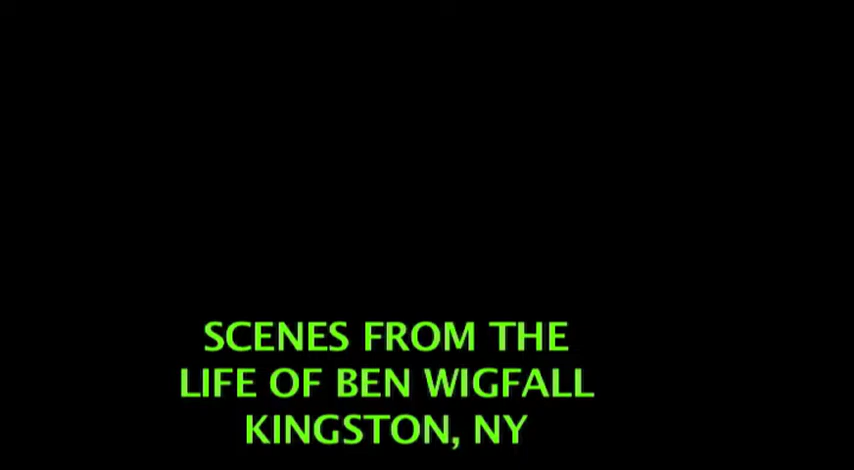 SCENES FROM THE
LIFE OF BEN WIGFALL
KINGSTON, NY